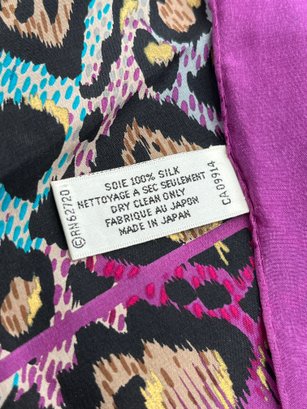 SOIE 100% SILK
NETTOYAGE A SEC SEULEMENT
DRY CLEAN ONLY
FABRIQUE AU JAPON
MADE IN JAPAN
©RN62720
CA09914